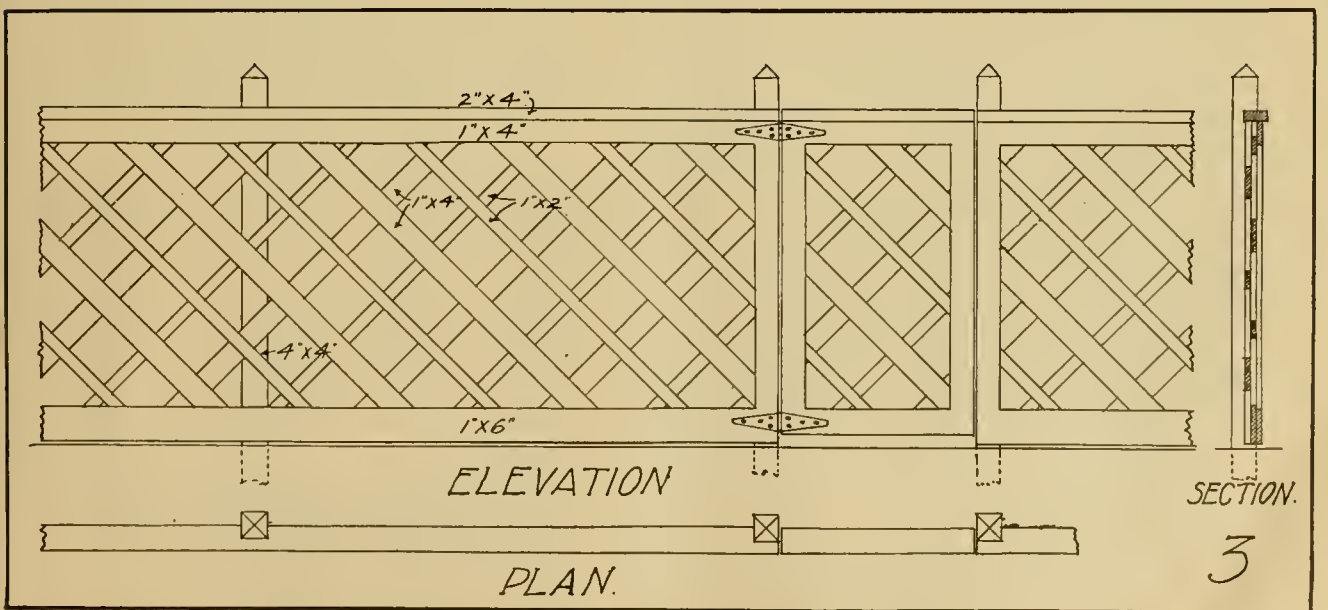 2"x4"
1"x4"
1"x4"
1"x2"
4"x4"
1"x6"
ELEVATION
SECTION.
PLAN.
3